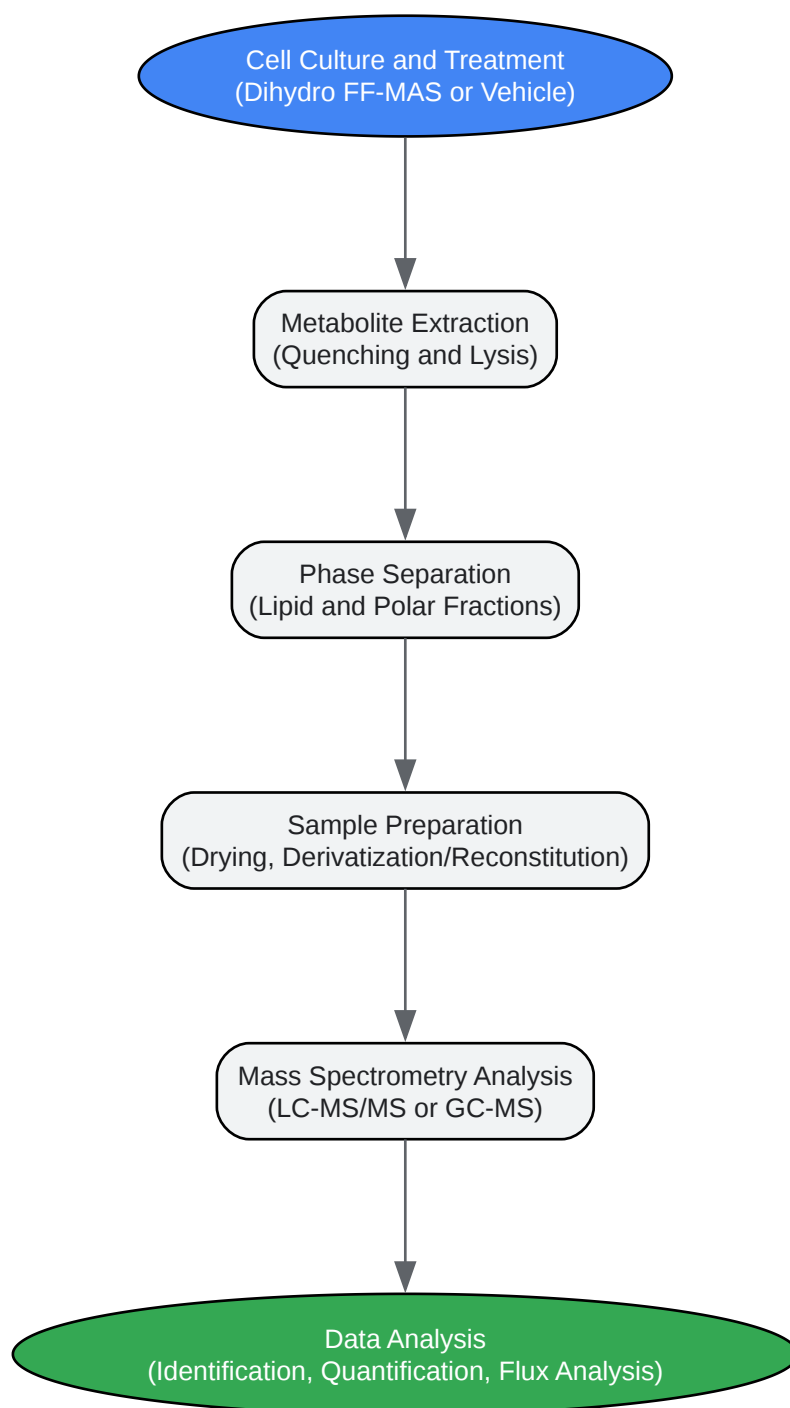 Cell Culture and Treatment
(Dihydro FF-MAS or Vehicle)
Metabolite Extraction
(Quenching and Lysis)
Phase Separation
(Lipid and Polar Fractions)
Sample Preparation
(Drying, Derivatization/Reconstitution)
Mass Spectrometry Analysis
(LC-MS/MS or GC-MS)
Data Analysis
(Identification, Quantification, Flux Analysis)